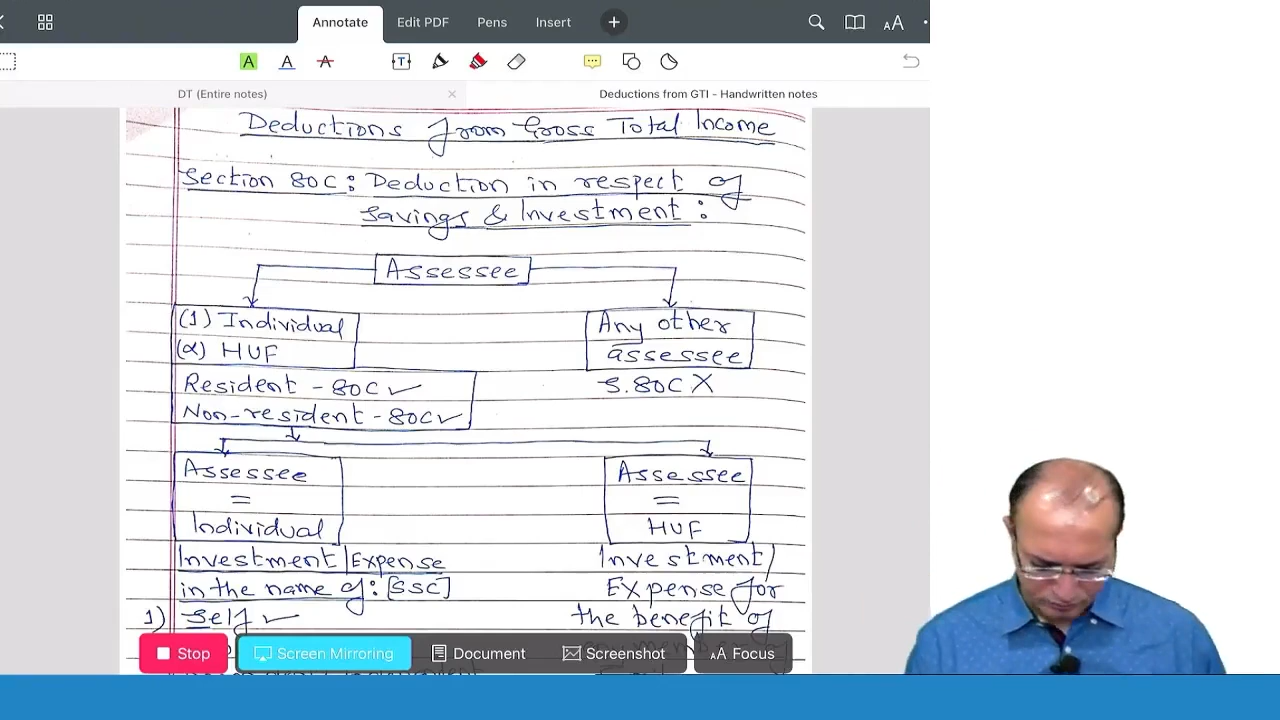 Annotate
Edit PDF
Pens
Insert
DT (Entire notes)
Deductions from GTI - Handwritten notes
Deductions from Gross Total Income
Section 80C: Deduction in respect of
Savings & Investment:
Assessee
(1) Individual
(2) HUF
Any other
assessee
Resident - 80C ✓
Non-resident - 80C ✓
S.80C X
Assessee
=
Individual
Assessee
=
HUF
Investment/Expense
in the name of: [SSC]
1) Self ✓
Investment/
Expense for
the benefit of
Stop
Screen Mirroring
Document
Screenshot
AA Focus